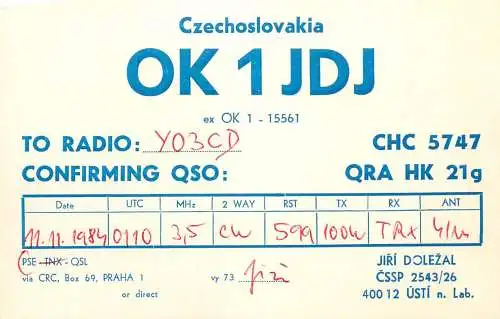 Czechoslovakia
OK 1 JDJ
ex OK 1 - 15561
TO RADIO: YO3CD CHC 5747
CONFIRMING QSO: QRA HK 21g
Date UTC MHz 2 WAY RST TX RX ANT
11.11.1984 0110 3,5 CW 599 100W TRX
PSE - TNX - QSL JIŘÍ DOLEŽAL
via CRC, Box 69, PRAHA 1 vy 73 Jiří ČSSP 2543/26
or direct 400 12 ÚSTÍ n. Lab.